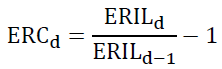 ERC_d = ERIL_d / ERIL_{d−1} − 1